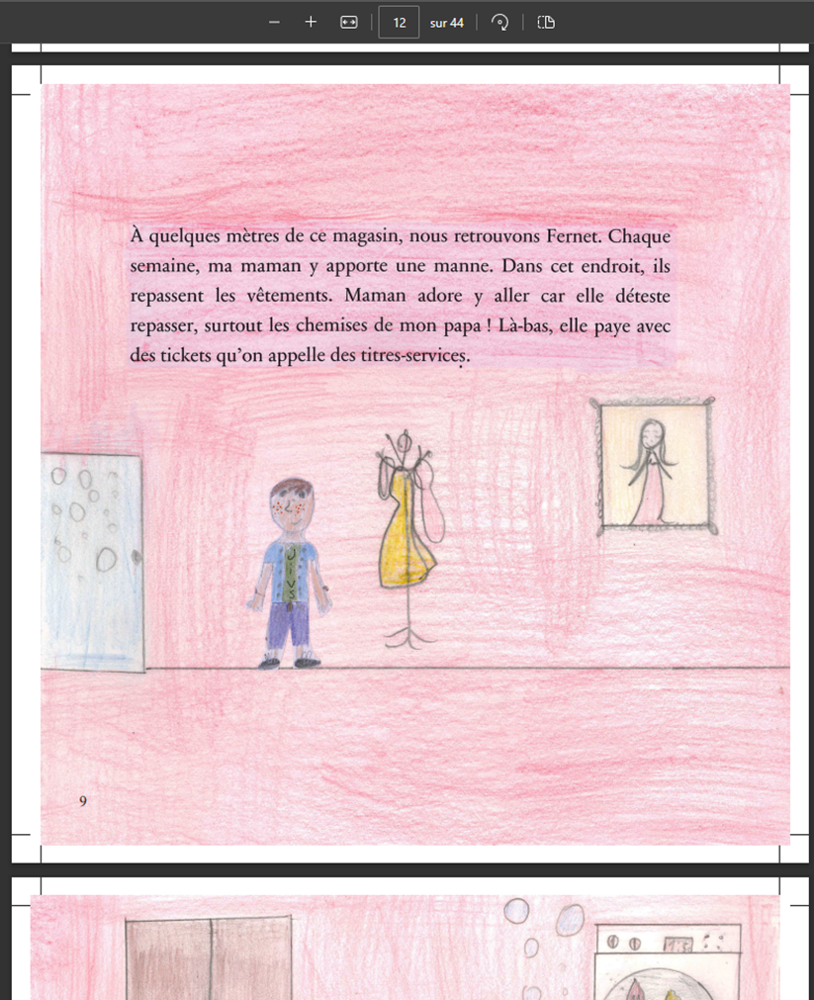 12 sur 44
À quelques mètres de ce magasin, nous retrouvons Fernet. Chaque
semaine, ma maman y apporte une manne. Dans cet endroit, ils
repassent les vêtements. Maman adore y aller car elle déteste
repasser, surtout les chemises de mon papa ! Là-bas, elle paye avec
des tickets qu'on appelle des titres-services.
9